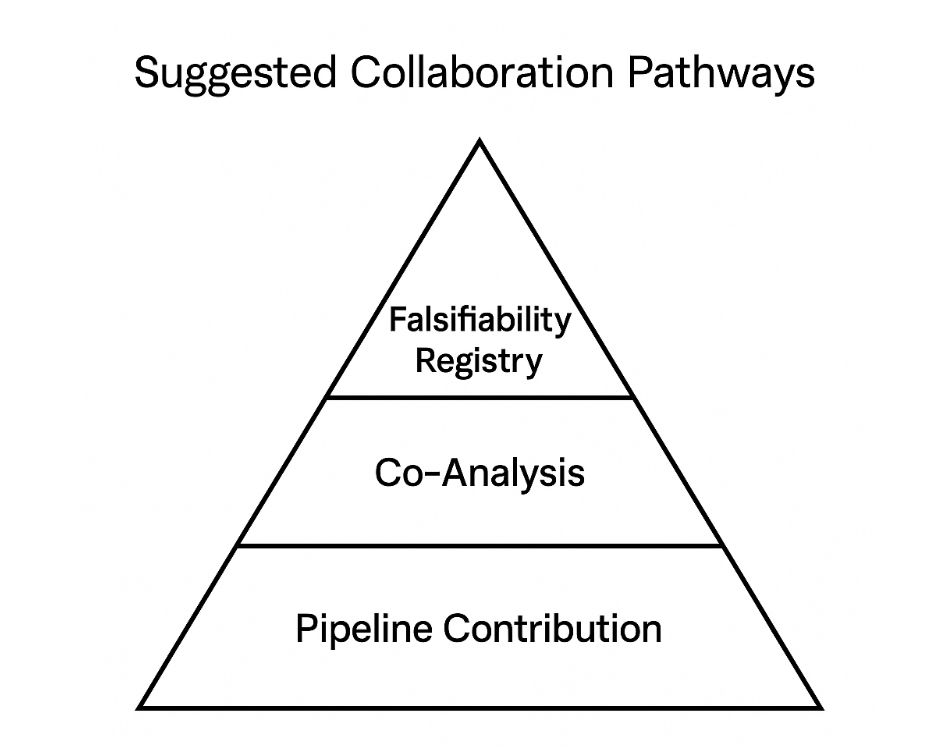 Suggested Collaboration Pathways
Falsifiability
Registry
Co-Analysis
Pipeline Contribution